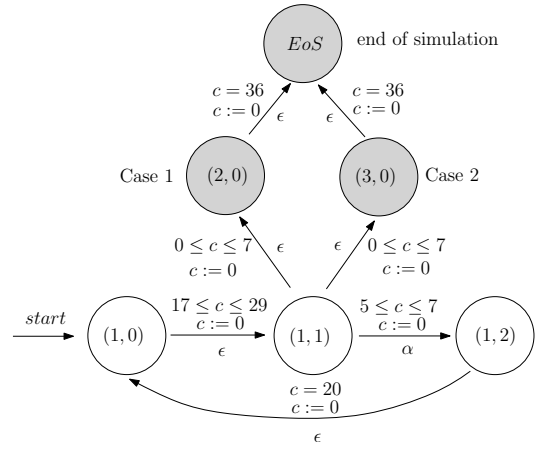 EoS
end of simulation
c = 36
c := 0
ϵ
c = 36
c := 0
ϵ
Case 1
(2, 0)
(3, 0)
Case 2
0 ≤ c ≤ 7
c := 0
ϵ
ϵ
0 ≤ c ≤ 7
c := 0
start
(1, 0)
17 ≤ c ≤ 29
c := 0
ϵ
(1, 1)
5 ≤ c ≤ 7
c := 0
α
(1, 2)
c = 20
c := 0
ϵ